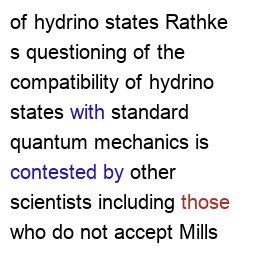 of hydrino states Rathke
s questioning of the
compatibility of hydrino
states with standard
quantum mechanics is
contested by other
scientists including those
who do not accept Mills